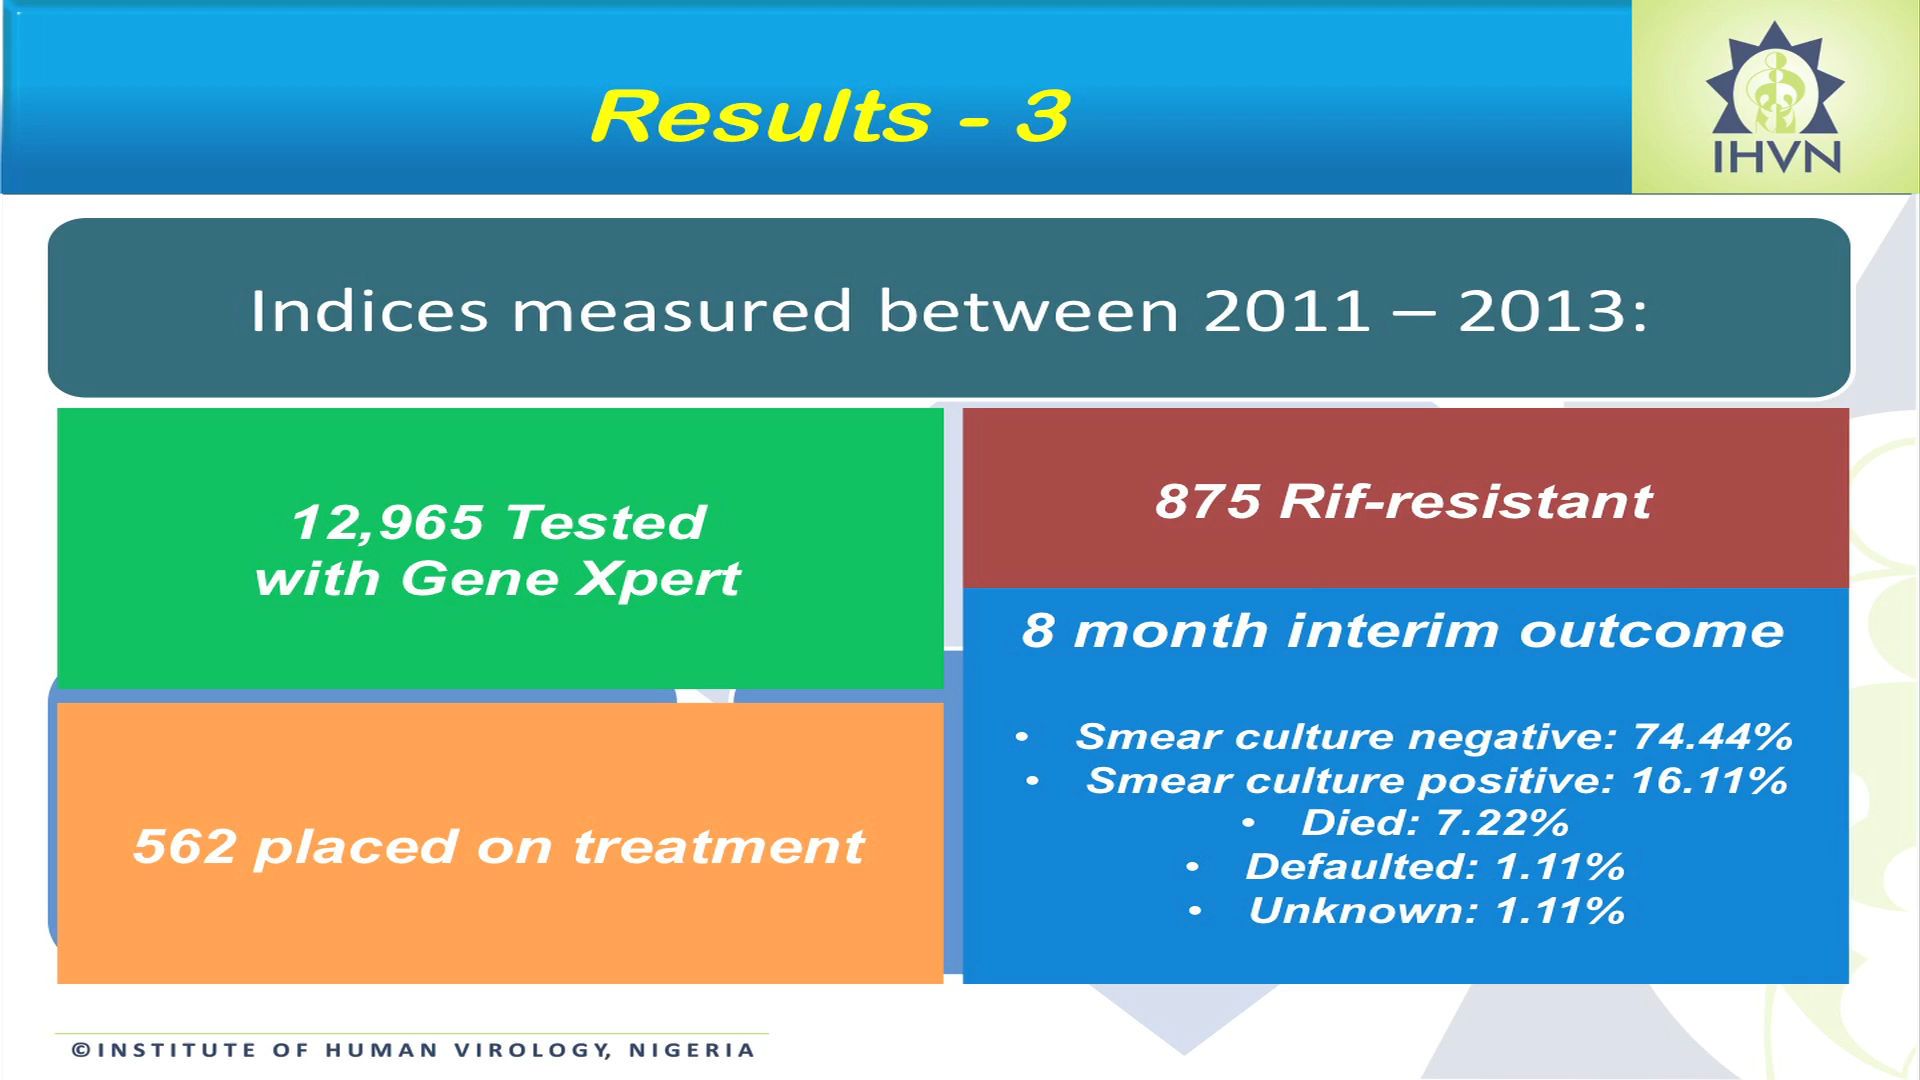 Results - 3
IHVN
Indices measured between 2011 – 2013:
12,965 Tested
with Gene Xpert
562 placed on treatment
875 Rif-resistant
8 month interim outcome
• Smear culture negative: 74.44%
• Smear culture positive: 16.11%
• Died: 7.22%
• Defaulted: 1.11%
• Unknown: 1.11%
©INSTITUTE OF HUMAN VIROLOGY, NIGERIA